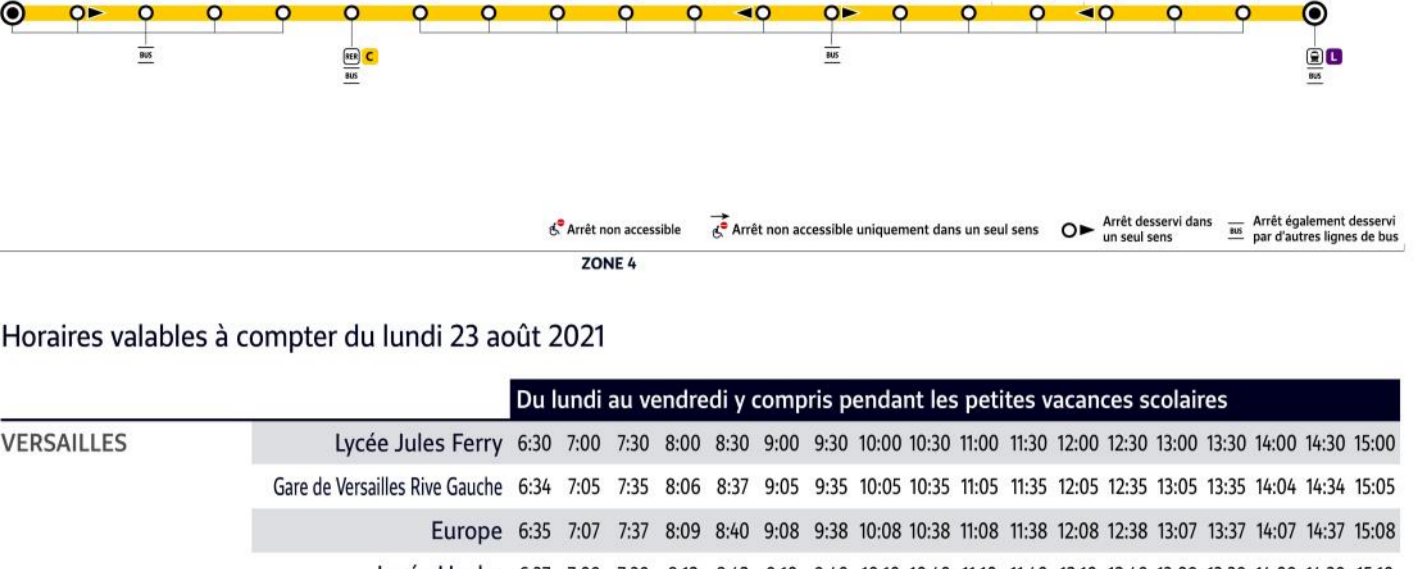 BUS
RER C
BUS
BUS
L
BUS
Arrêt non accessible
Arrêt non accessible uniquement dans un seul sens
Arrêt desservi dans
un seul sens
BUS
Arrêt également desservi
par d'autres lignes de bus
ZONE 4
Horaires valables à compter du lundi 23 août 2021
Du lundi au vendredi y compris pendant les petites vacances scolaires
VERSAILLES Lycée Jules Ferry 6:30 7:00 7:30 8:00 8:30 9:00 9:30 10:00 10:30 11:00 11:30 12:00 12:30 13:00 13:30 14:00 14:30 15:00
Gare de Versailles Rive Gauche 6:34 7:05 7:35 8:06 8:37 9:05 9:35 10:05 10:35 11:05 11:35 12:05 12:35 13:05 13:35 14:04 14:34 15:05
Europe 6:35 7:07 7:37 8:09 8:40 9:08 9:38 10:08 10:38 11:08 11:38 12:08 12:38 13:07 13:37 14:07 14:37 15:08